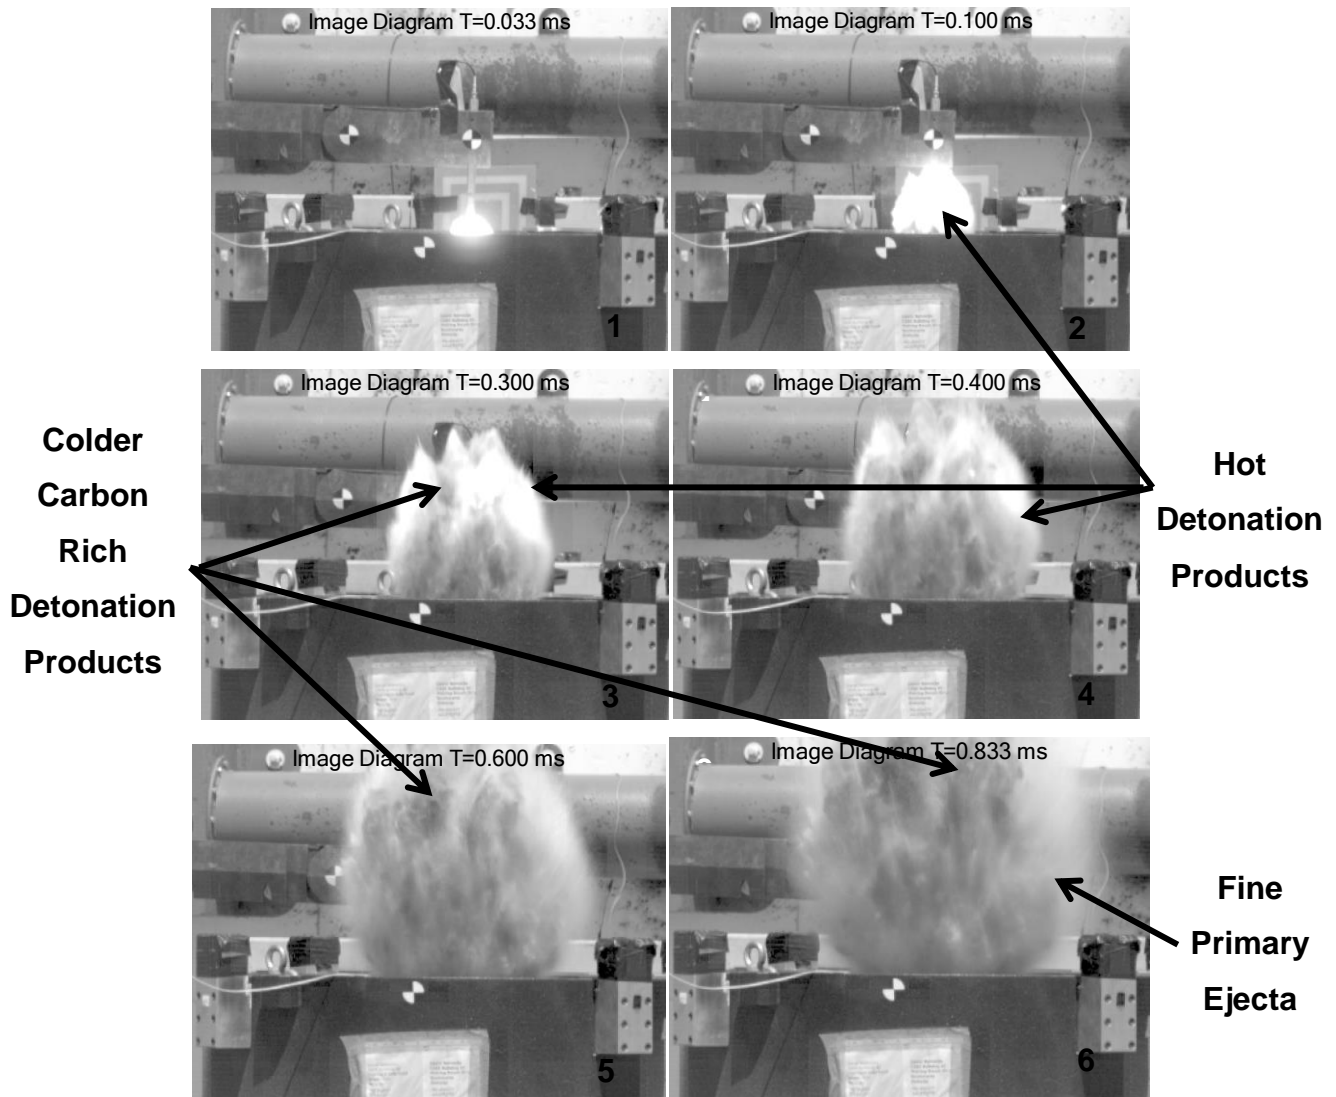 Image Diagram T=0.033 ms
1
Image Diagram T=0.100 ms
2
Image Diagram T=0.300 ms
3
Image Diagram T=0.400 ms
4
Colder
Carbon
Rich
Detonation
Products
Hot
Detonation
Products
Image Diagram T=0.600 ms
5
Image Diagram T=0.833 ms
6
Fine
Primary
Ejecta